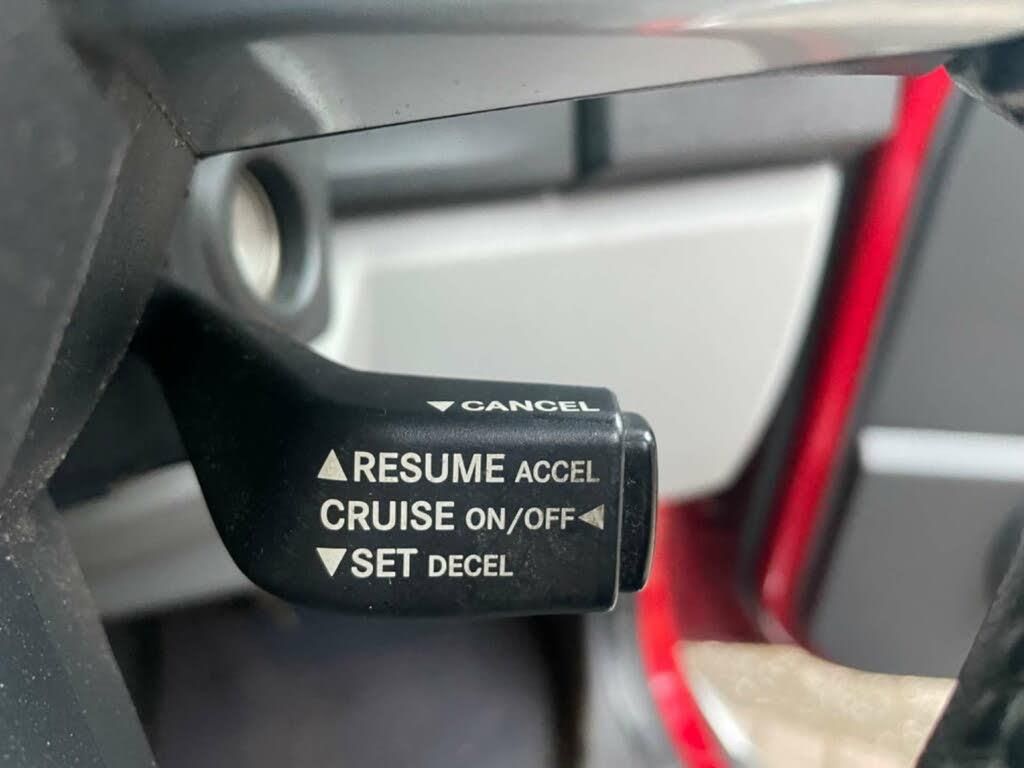 ▼CANCEL
▲RESUME ACCEL
CRUISE ON/OFF◀
▼SET DECEL